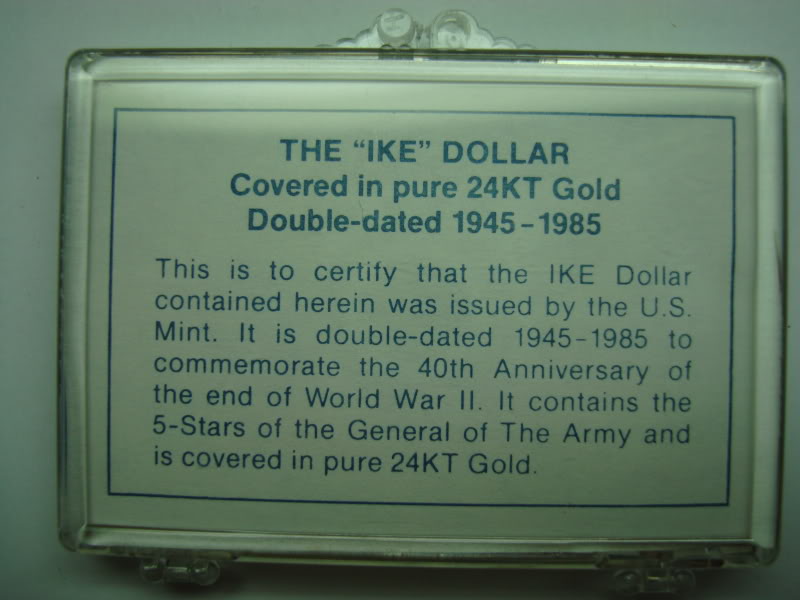 THE “IKE” DOLLAR
Covered in pure 24KT Gold
Double-dated 1945-1985
This is to certify that the IKE Dollar
contained herein was issued by the U.S.
Mint. It is double-dated 1945-1985 to
commemorate the 40th Anniversary of
the end of World War II. It contains the
5-Stars of the General of The Army and
is covered in pure 24KT Gold.